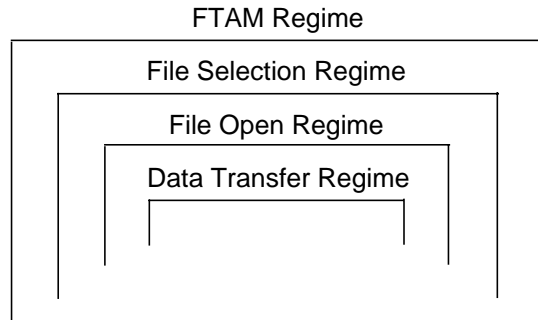 FTAM Regime
File Selection Regime
File Open Regime
Data Transfer Regime